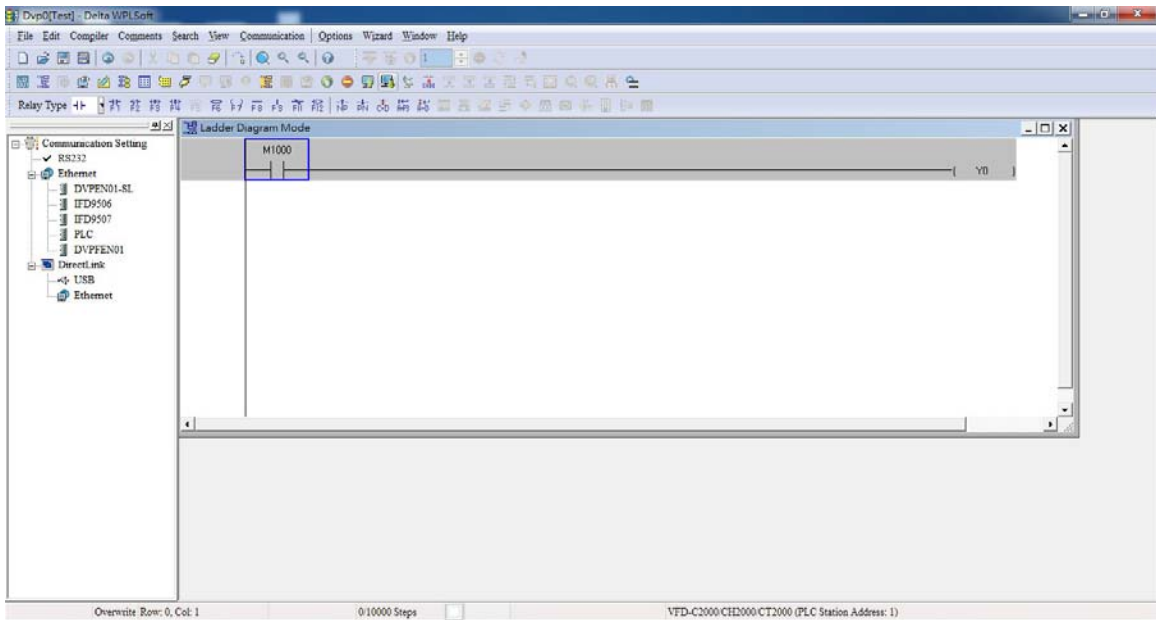 Dvp0[Test] - Delta WPLSoft
File Edit Compiler Comments Search View Communication Options Wizard Window Help
1
Relay Type
Ladder Diagram Mode
Communication Setting
RS232
Ethernet
DVPEN01-SL
IFD9506
IFD9507
PLC
DVPFEN01
DirectLink
USB
Ethernet
M1000
Y0
Overwrite Row: 0, Col: 1
0/10000 Steps
VFD-C2000/CH2000/CT2000 (PLC Station Address: 1)